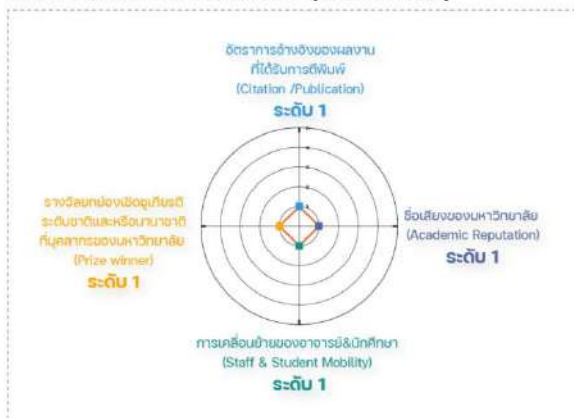 อัตราการอ้างอิงของผลงาน
ที่ได้รับการตีพิมพ์
(Citation /Publication)
ระดับ 1
รางวัลยกย่องเชิดชูเกียรติ
ระดับชาติและหรือนานาชาติ
ที่บุคลากรของมหาวิทยาลัย
(Prize winner)
ระดับ 1
ชื่อเสียงของมหาวิทยาลัย
(Academic Reputation)
ระดับ 1
การเคลื่อนย้ายของอาจารย์&นักศึกษา
(Staff & Student Mobility)
ระดับ 1